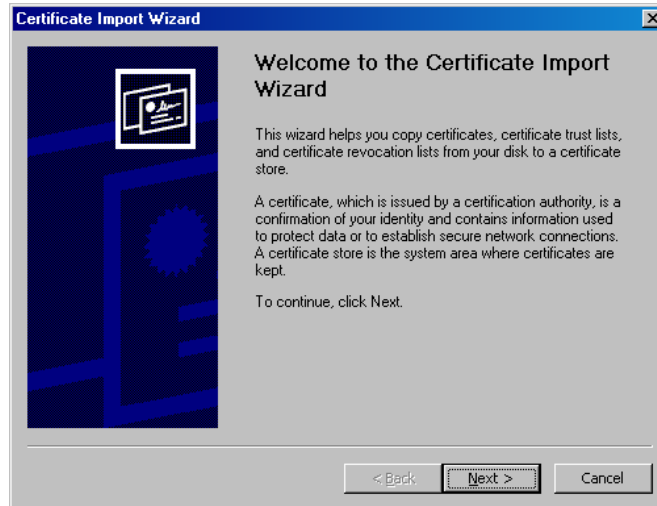 Certificate Import Wizard
Welcome to the Certificate Import
Wizard
This wizard helps you copy certificates, certificate trust lists,
and certificate revocation lists from your disk to a certificate
store.
A certificate, which is issued by a certification authority, is a
confirmation of your identity and contains information used
to protect data or to establish secure network connections.
A certificate store is the system area where certificates are
kept.
To continue, click Next.
< Back Next > Cancel